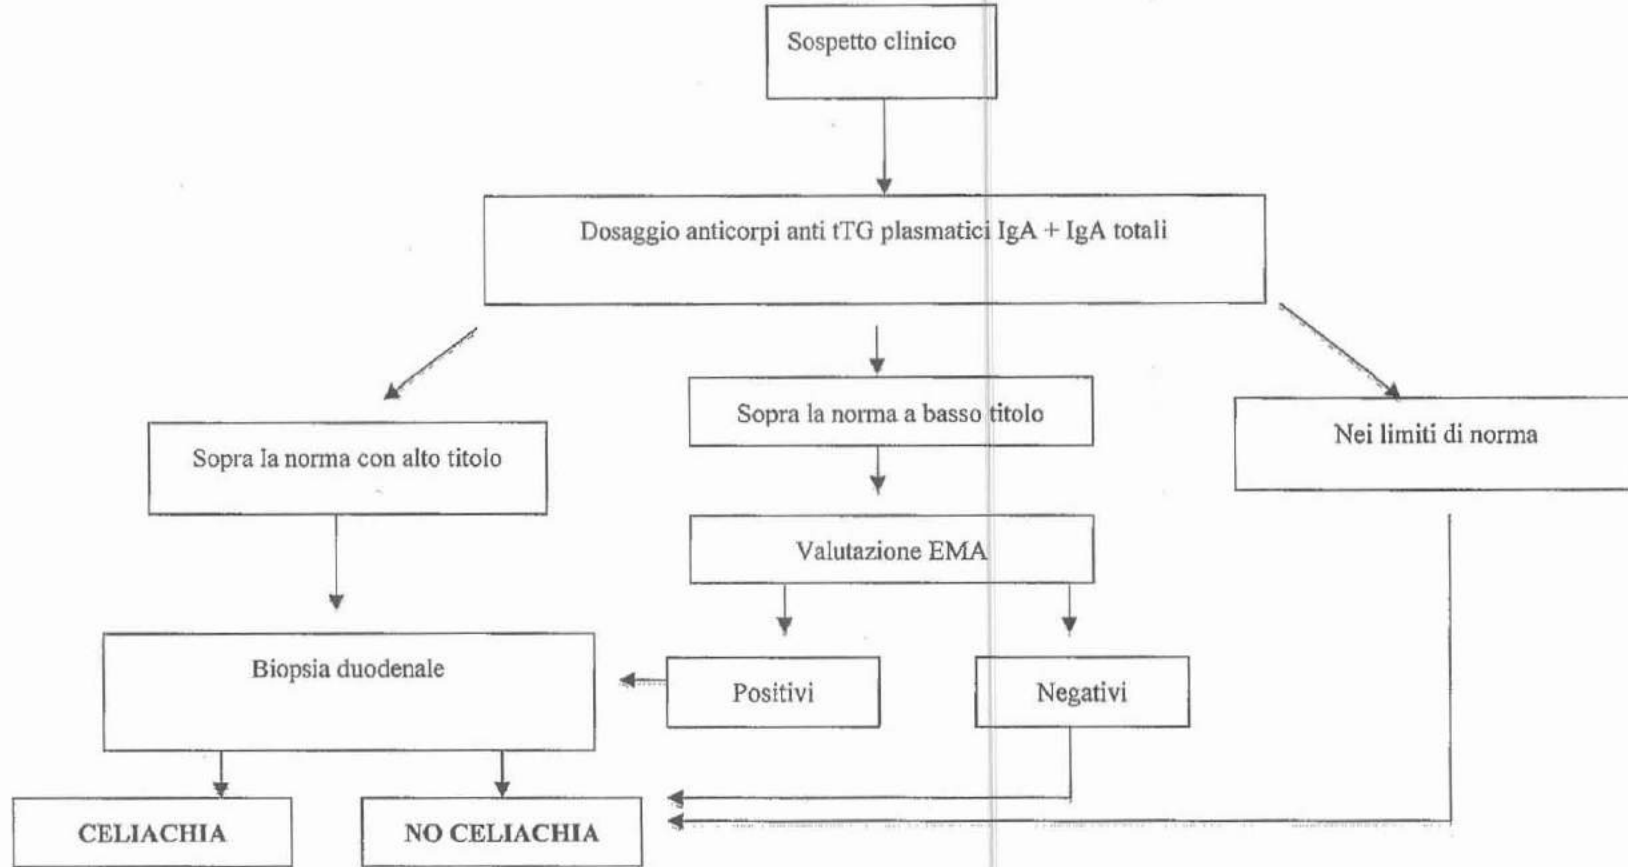 Sospetto clinico
Dosaggio anticorpi anti tTG plasmatici IgA + IgA totali
Sopra la norma con alto titolo
Sopra la norma a basso titolo
Nei limiti di norma
Valutazione EMA
Biopsia duodenale
Positivi
Negativi
CELIACHIA
NO CELIACHIA